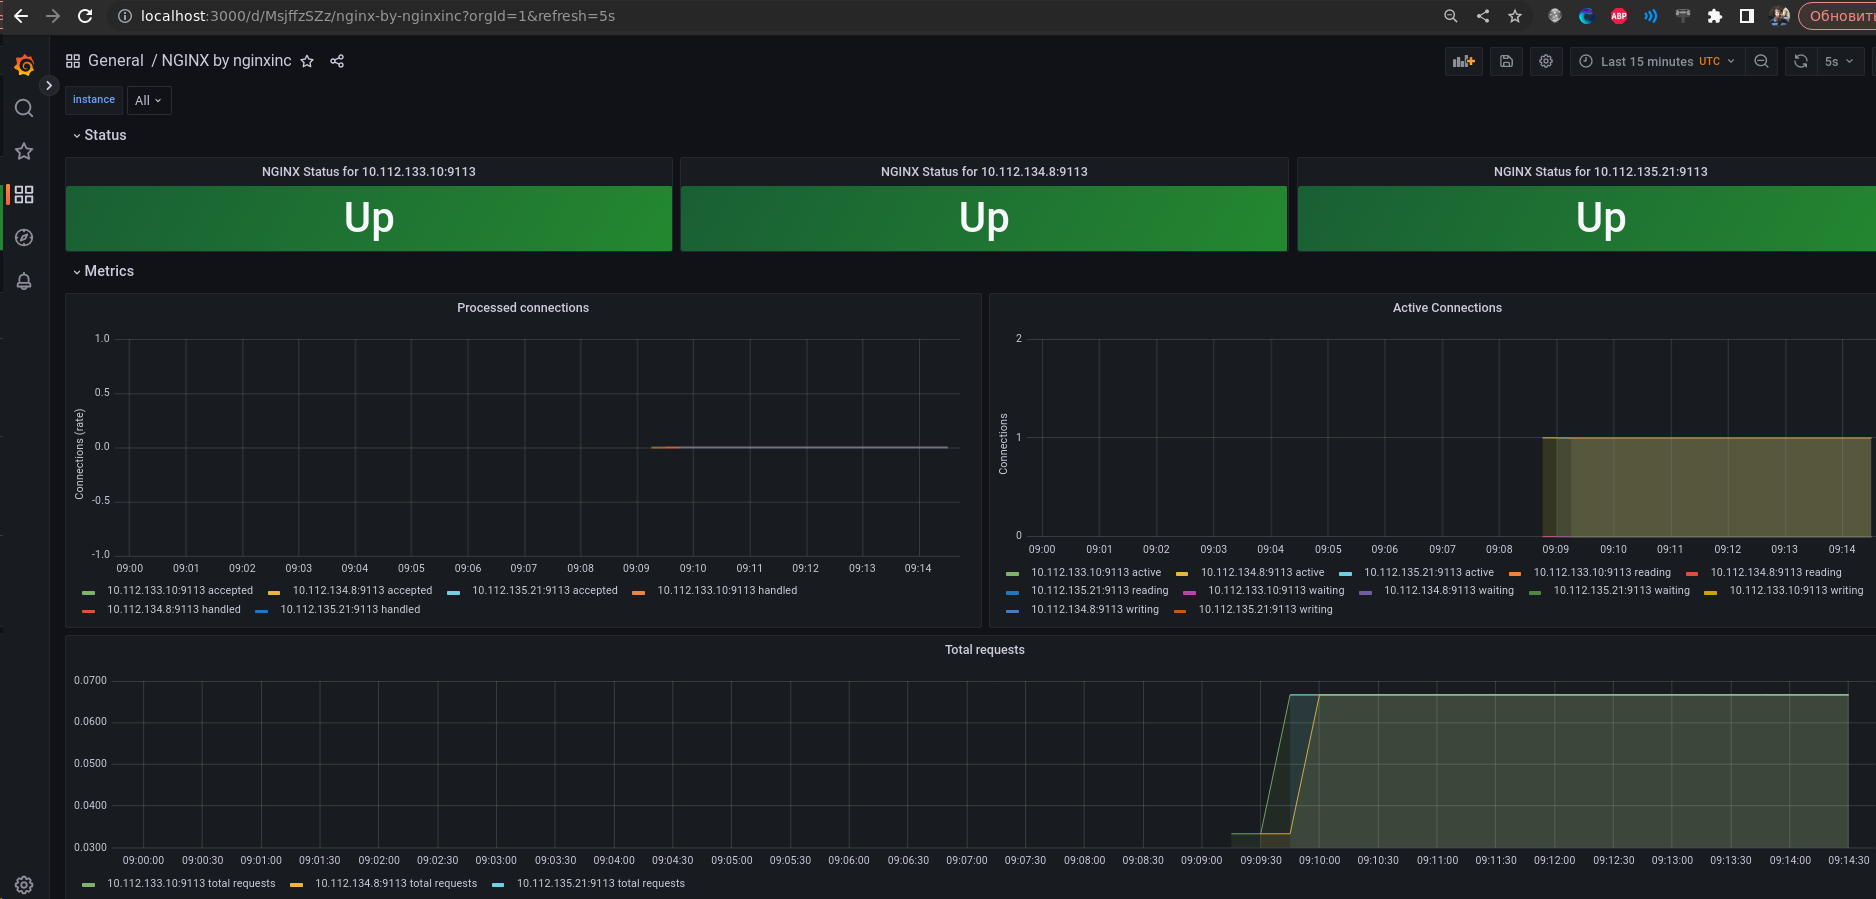 localhost:3000/d/MsjffzSZz/nginx-by-nginxinc?orgId=1&refresh=5s
ABP
General / NGINX by nginxinc
Last 15 minutes UTC
5s
instance All
Status
NGINX Status for 10.112.133.10:9113
Up
NGINX Status for 10.112.134.8:9113
Up
NGINX Status for 10.112.135.21:9113
Up
Metrics
Processed connections
Connections (rate)
1.0
0.5
0.0
-0.5
-1.0
09:00 09:01 09:02 09:03 09:04 09:05 09:06 09:07 09:08 09:09 09:10 09:11 09:12 09:13 09:14
10.112.133.10:9113 accepted 10.112.134.8:9113 accepted 10.112.135.21:9113 accepted 10.112.133.10:9113 handled
10.112.134.8:9113 handled 10.112.135.21:9113 handled
Active Connections
Connections
2
1
0
09:00 09:01 09:02 09:03 09:04 09:05 09:06 09:07 09:08 09:09 09:10 09:11 09:12 09:13 09:14
10.112.133.10:9113 active 10.112.134.8:9113 active 10.112.135.21:9113 active 10.112.133.10:9113 reading 10.112.134.8:9113 reading
10.112.135.21:9113 reading 10.112.133.10:9113 waiting 10.112.134.8:9113 waiting 10.112.135.21:9113 waiting 10.112.133.10:9113 writing
10.112.134.8:9113 writing 10.112.135.21:9113 writing
Total requests
0.0700
0.0600
0.0500
0.0400
0.0300
09:00:00 09:00:30 09:01:00 09:01:30 09:02:00 09:02:30 09:03:00 09:03:30 09:04:00 09:04:30 09:05:00 09:05:30 09:06:00 09:06:30 09:07:00 09:07:30 09:08:00 09:08:30 09:09:00 09:09:30 09:10:00 09:10:30 09:11:00 09:11:30 09:12:00 09:12:30 09:13:00 09:13:30 09:14:00 09:14:30
10.112.133.10:9113 total requests 10.112.134.8:9113 total requests 10.112.135.21:9113 total requests